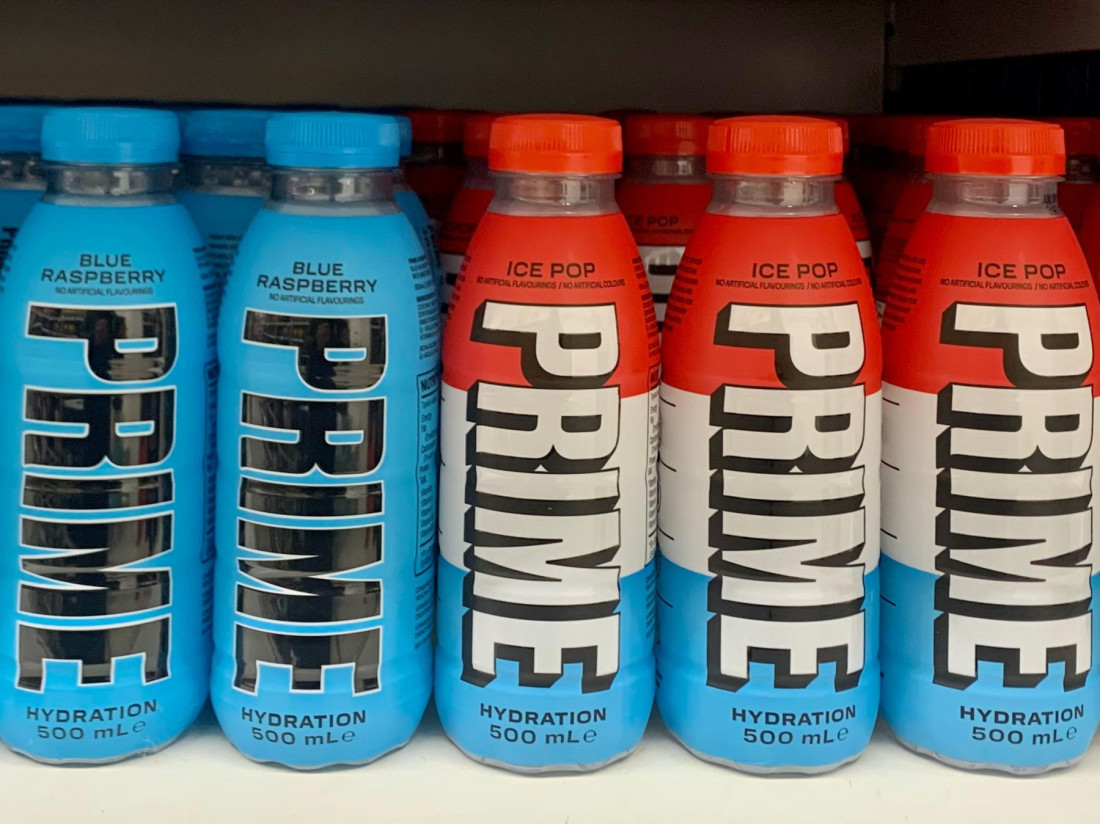 BLUE
RASPBERRY
NO ARTIFICIAL FLAVOURINGS
PRIME
HYDRATION
500 mL e
BLUE
RASPBERRY
NO ARTIFICIAL FLAVOURINGS
PRIME
HYDRATION
500 mL e
ICE POP
NO ARTIFICIAL FLAVOURINGS / NO ARTIFICIAL COLOURS
PRIME
HYDRATION
500 mL e
ICE POP
NO ARTIFICIAL FLAVOURINGS / NO ARTIFICIAL COLOURS
PRIME
HYDRATION
500 mL e
ICE POP
NO ARTIFICIAL FLAVOURINGS / NO ARTIFICIAL COLOURS
PRIME
HYDRATION
500 mL e